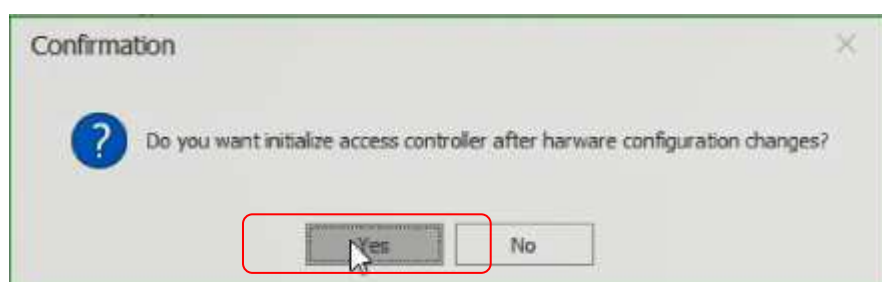 Confirmation
Do you want initialize access controller after harware configuration changes?
Yes
No